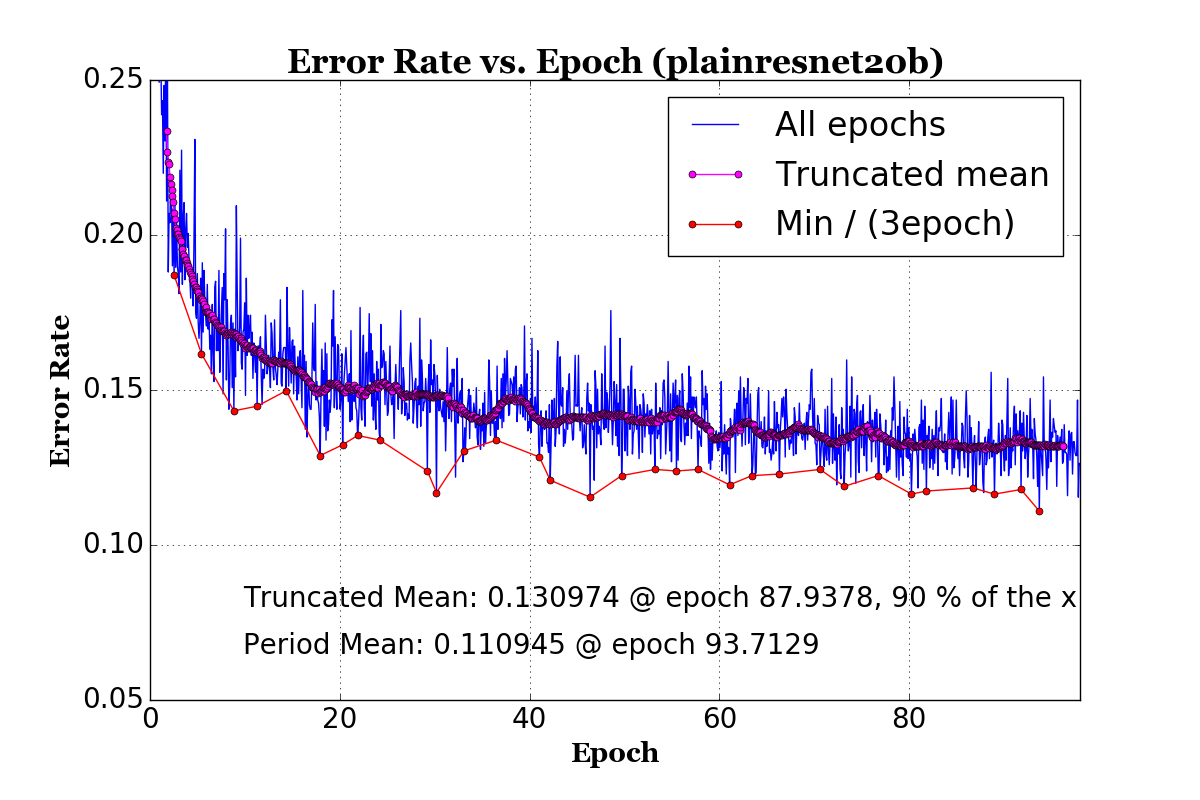 Error Rate vs. Epoch (plainresnet20b)
0.25
0.20
0.15
0.10
0.05
Error Rate
All epochs
Truncated mean
Min / (3epoch)
Truncated Mean: 0.130974 @ epoch 87.9378, 90 % of the x
Period Mean: 0.110945 @ epoch 93.7129
0 20 40 60 80
Epoch